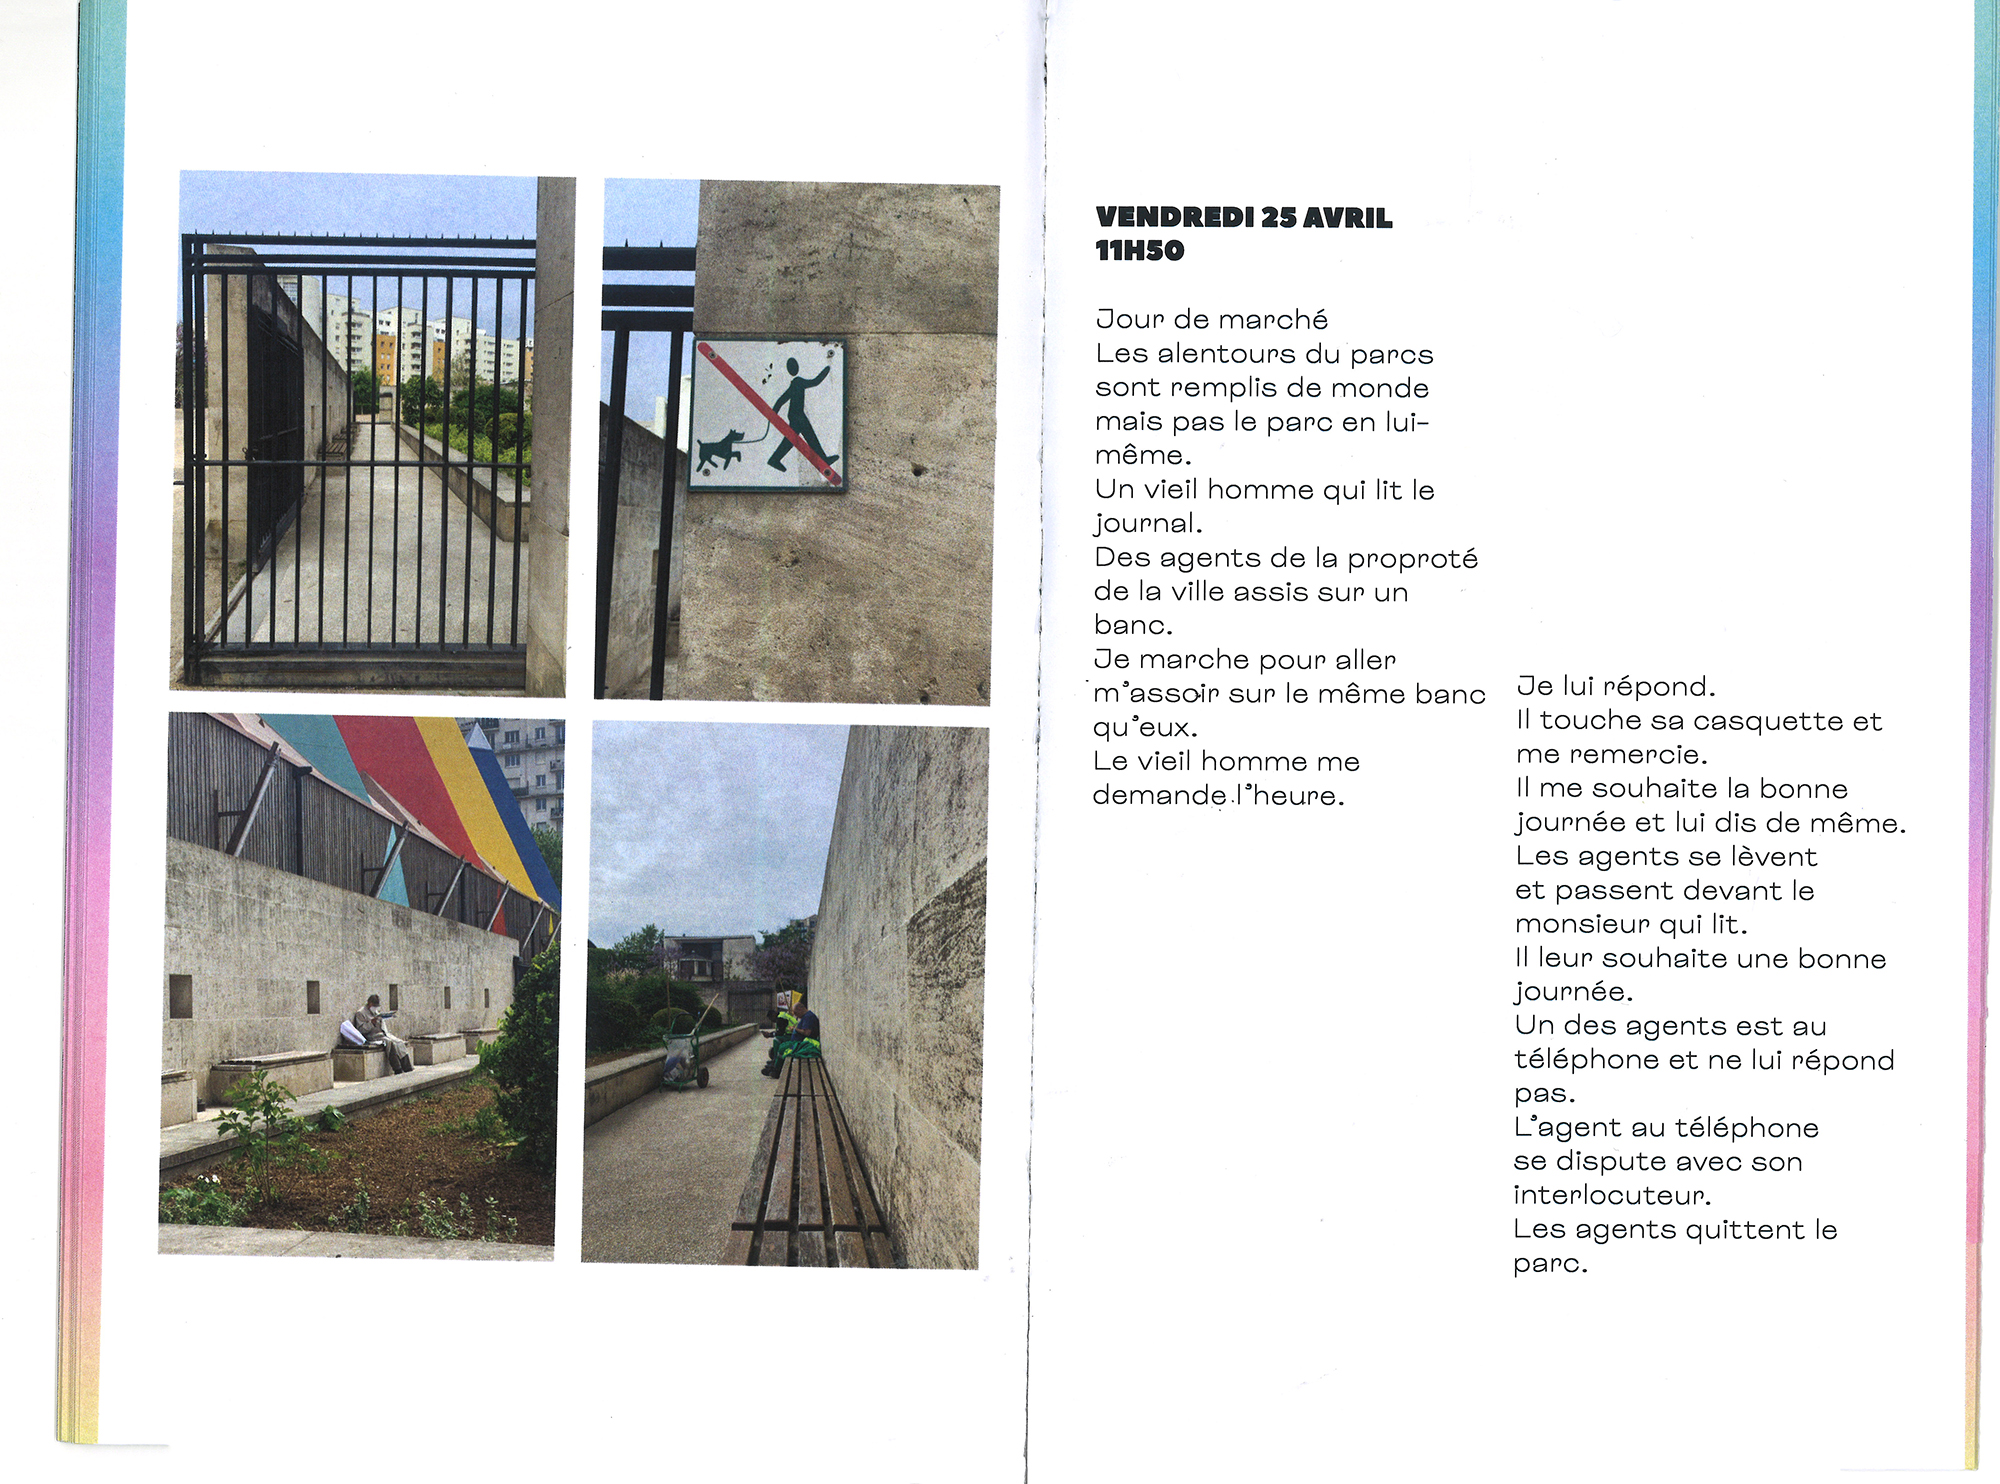 VENDREDI 25 AVRIL
11H50
Jour de marché
Les alentours du parcs
sont remplis de monde
mais pas le parc en lui-
même.
Un vieil homme qui lit le
journal.
Des agents de la proproté
de la ville assis sur un
banc.
Je marche pour aller
m'assoir sur le même banc
qu'eux.
Le vieil homme me
demande l'heure.
Je lui répond.
Il touche sa casquette et
me remercie.
Il me souhaite la bonne
journée et lui dis de même.
Les agents se lèvent
et passent devant le
monsieur qui lit.
Il leur souhaite une bonne
journée.
Un des agents est au
téléphone et ne lui répond
pas.
L'agent au téléphone
se dispute avec son
interlocuteur.
Les agents quittent le
parc.